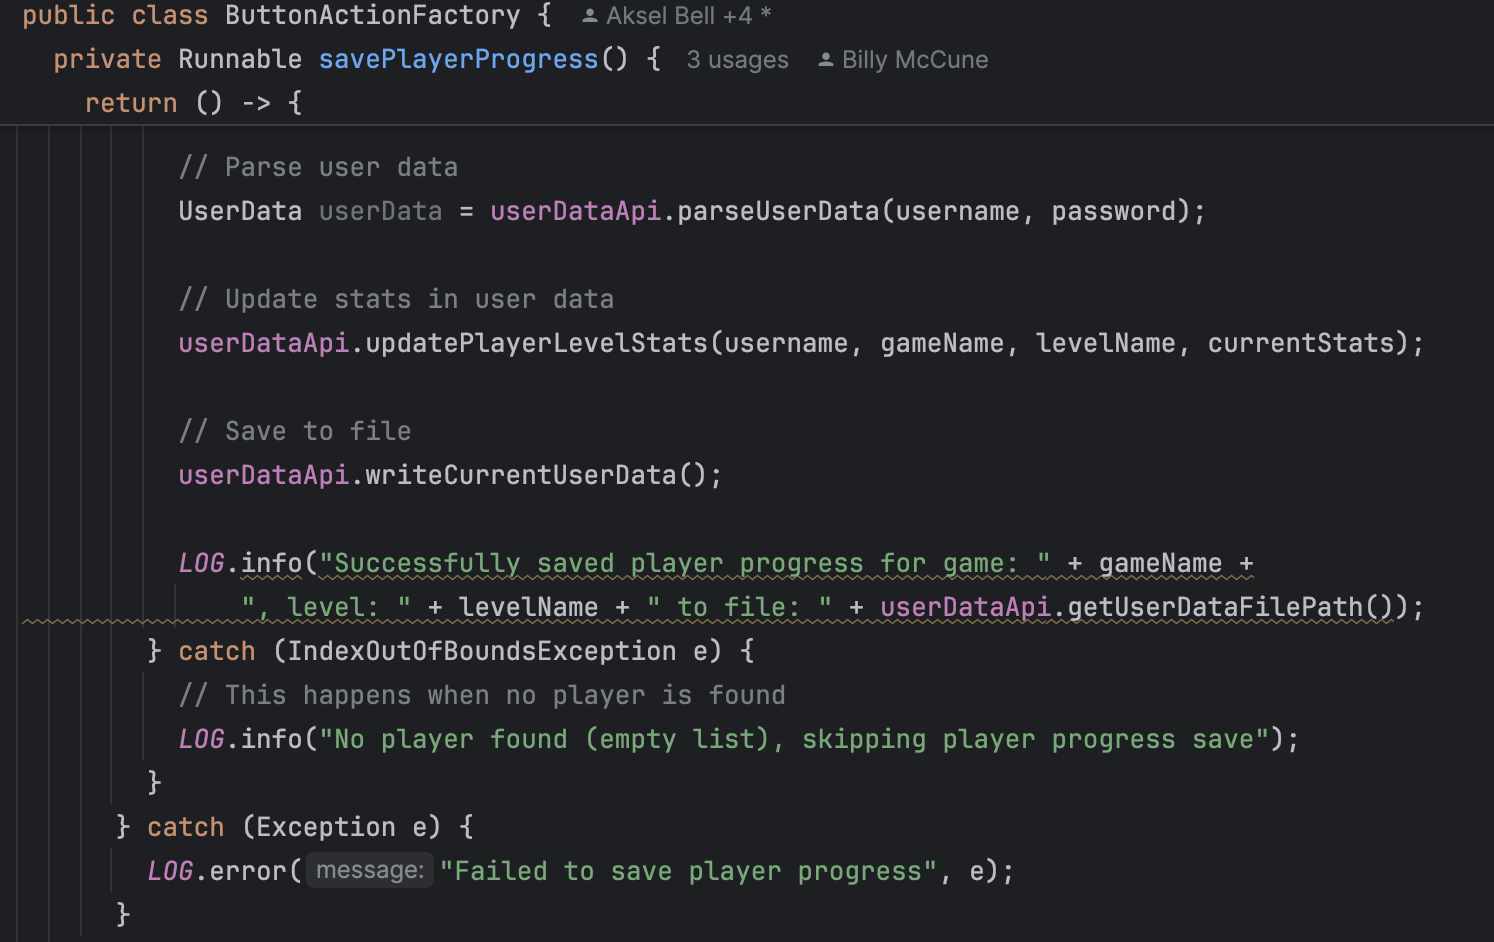 public class ButtonActionFactory {  Aksel Bell +4 *
private Runnable savePlayerProgress() {  3 usages  Billy McCune
return () -> {
// Parse user data
UserData userData = userDataApi.parseUserData(username, password);
// Update stats in user data
userDataApi.updatePlayerLevelStats(username, gameName, levelName, currentStats);
// Save to file
userDataApi.writeCurrentUserData();
LOG.info("Successfully saved player progress for game: " + gameName +
", level: " + levelName + " to file: " + userDataApi.getUserDataFilePath());
} catch (IndexOutOfBoundsException e) {
// This happens when no player is found
LOG.info("No player found (empty list), skipping player progress save");
}
} catch (Exception e) {
LOG.error( message: "Failed to save player progress", e);
}